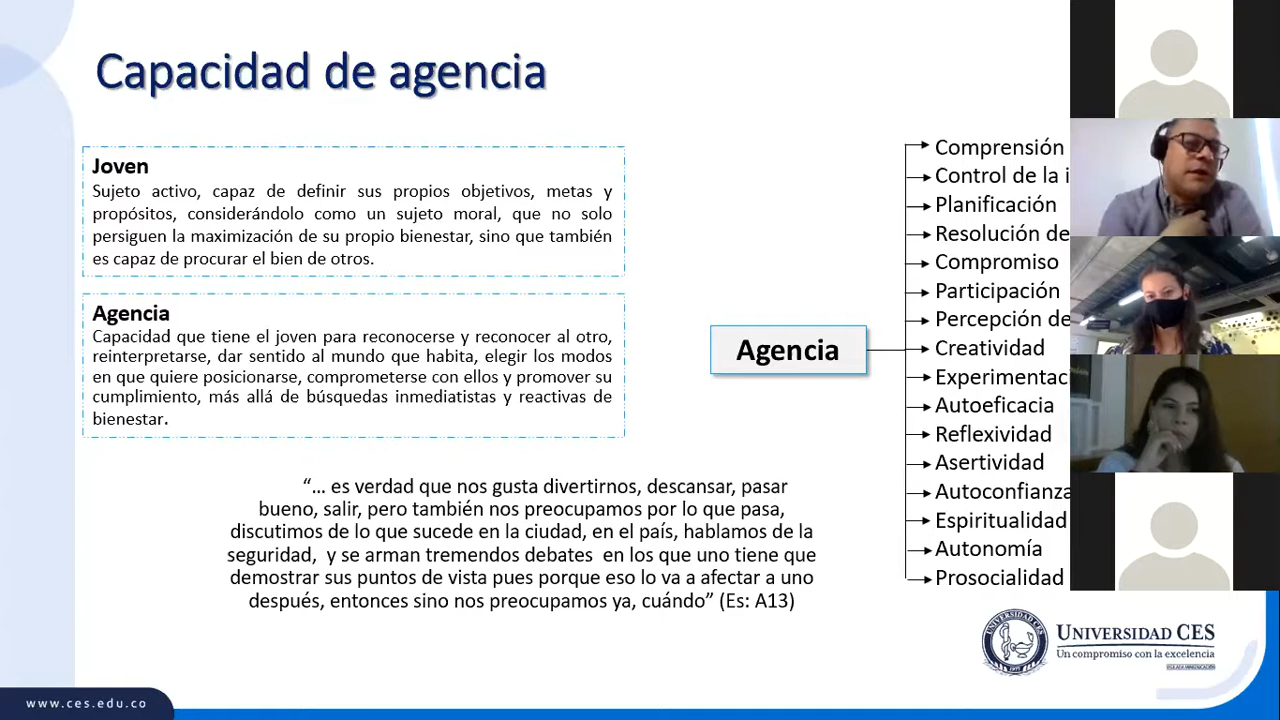 Capacidad de agencia
Joven
Sujeto activo, capaz de definir sus propios objetivos, metas y
propósitos, considerándolo como un sujeto moral, que no solo
persiguen la maximización de su propio bienestar, sino que también
es capaz de procurar el bien de otros.
Agencia
Capacidad que tiene el joven para reconocerse y reconocer al otro,
reinterpretarse, dar sentido al mundo que habita, elegir los modos
en que quiere posicionarse, comprometerse con ellos y promover su
cumplimiento, más allá de búsquedas inmediatistas y reactivas de
bienestar.
“... es verdad que nos gusta divertirnos, descansar, pasar
bueno, salir, pero también nos preocupamos por lo que pasa,
discutimos de lo que sucede en la ciudad, en el país, hablamos de la
seguridad, y se arman tremendos debates en los que uno tiene que
demostrar sus puntos de vista pues porque eso lo va a afectar a uno
después, entonces sino nos preocupamos ya, cuándo” (Es: A13)
Agencia
Comprensión
Control de la
Planificación
Resolución de
Compromiso
Participación
Percepción de
Creatividad
Autoeficacia
Reflexividad
Asertividad
Autoconfianza
Espiritualidad
Autonomía
Prosocialidad
UNIVERSIDAD CES
Un compromiso con la excelencia
www.ces.edu.co